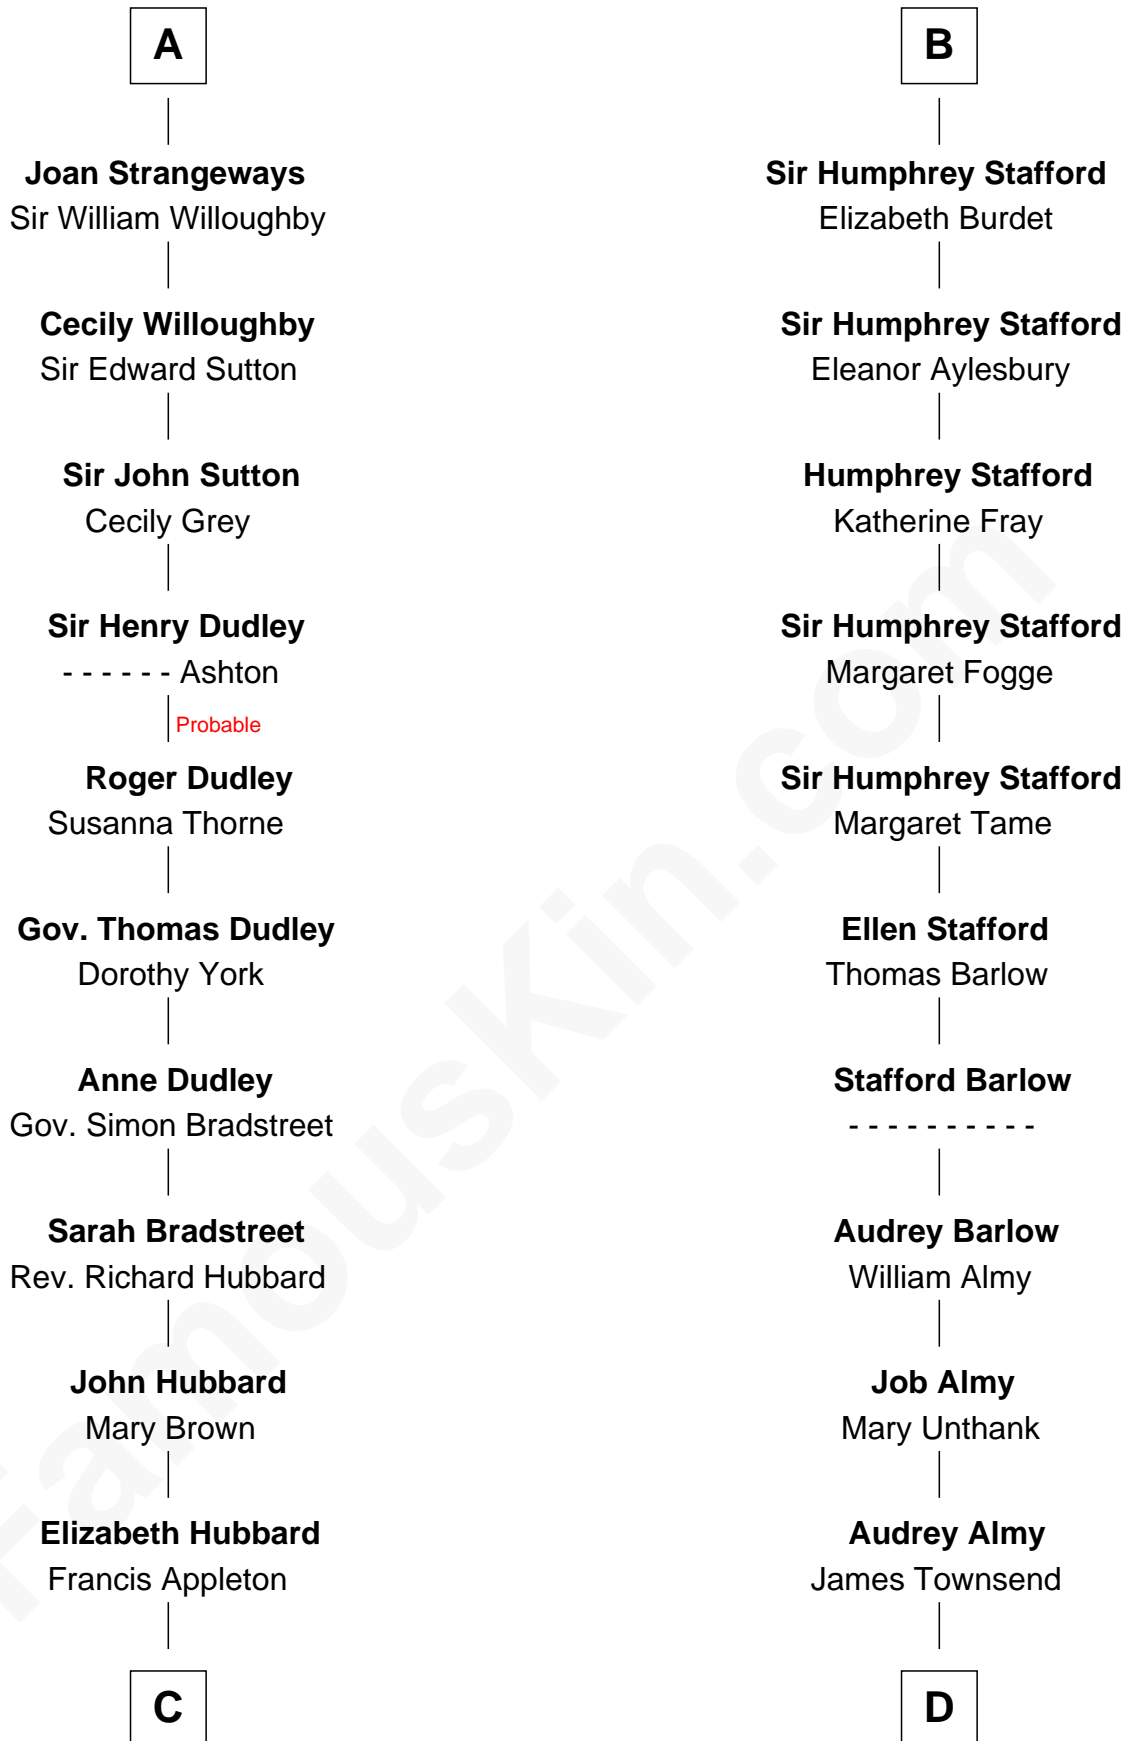 A
Joan Strangeways
Sir William Willoughby
Cecily Willoughby
Sir Edward Sutton
Sir John Sutton
Cecily Grey
Sir Henry Dudley
- - - - - - Ashton
Probable
Roger Dudley
Susanna Thorne
Gov. Thomas Dudley
Dorothy York
Anne Dudley
Gov. Simon Bradstreet
Sarah Bradstreet
Rev. Richard Hubbard
John Hubbard
Mary Brown
Elizabeth Hubbard
Francis Appleton
C
B
Sir Humphrey Stafford
Elizabeth Burdet
Sir Humphrey Stafford
Eleanor Aylesbury
Humphrey Stafford
Katherine Fray
Sir Humphrey Stafford
Margaret Fogge
Sir Humphrey Stafford
Margaret Tame
Ellen Stafford
Thomas Barlow
Stafford Barlow
- - - - - - - - - -
Audrey Barlow
William Almy
Job Almy
Mary Unthank
Audrey Almy
James Townsend
D
FamousKin.com